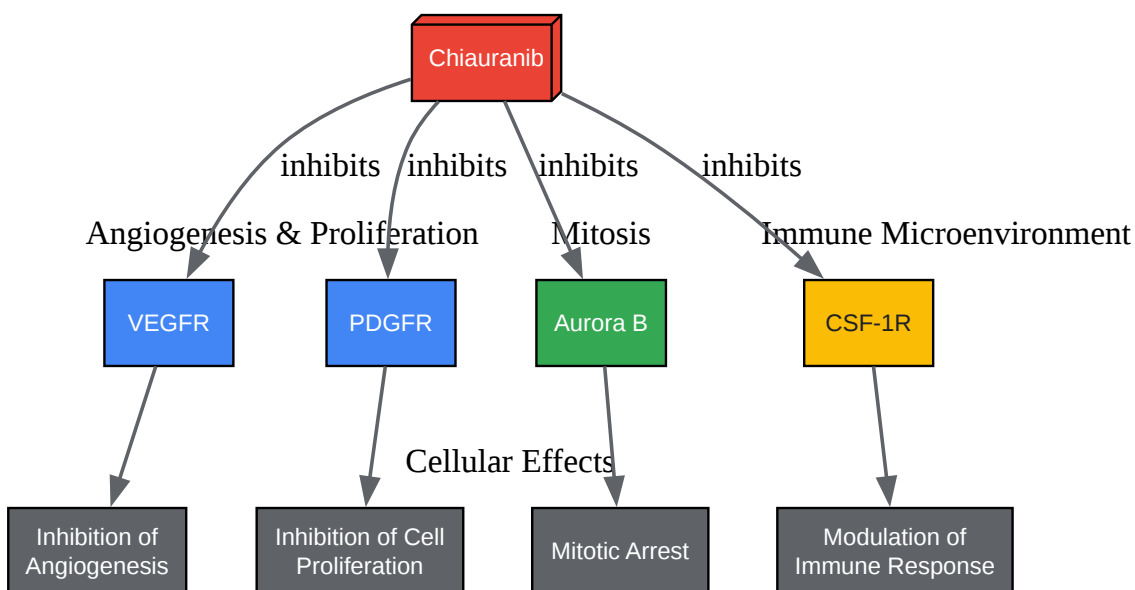 Chiauranib
inhibits
inhibits
inhibits
inhibits
Angiogenesis & Proliferation
Mitosis
Immune Microenvironment
VEGFR
PDGFR
Aurora B
CSF-1R
Cellular Effects
Inhibition of
Angiogenesis
Inhibition of Cell
Proliferation
Mitotic Arrest
Modulation of
Immune Response